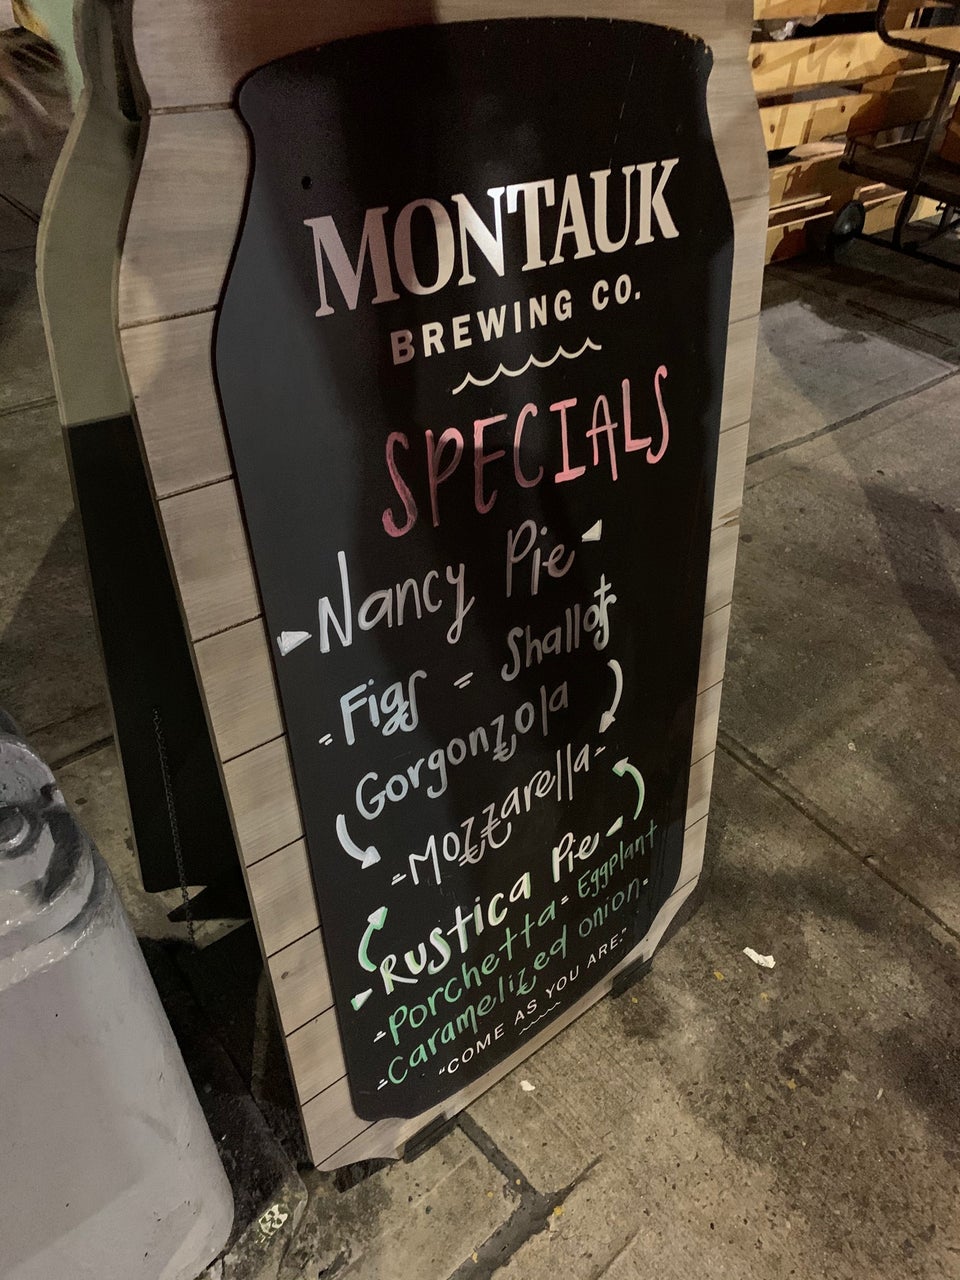 MONTAUK
BREWING CO.
SPECIALS
Nancy Pie
Figs = Shallots
Gorgonzola
= Mozzarella =
Rustica Pie
= Porchetta = Eggplant
= Caramelized onion =
"COME AS YOU ARE."